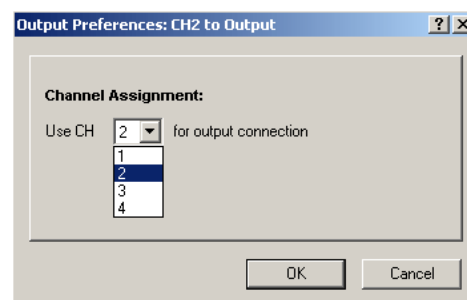 Output Preferences: CH2 to Output ? ×
Channel Assignment:
Use CH 2 for output connection
1
2
3
4
OK Cancel